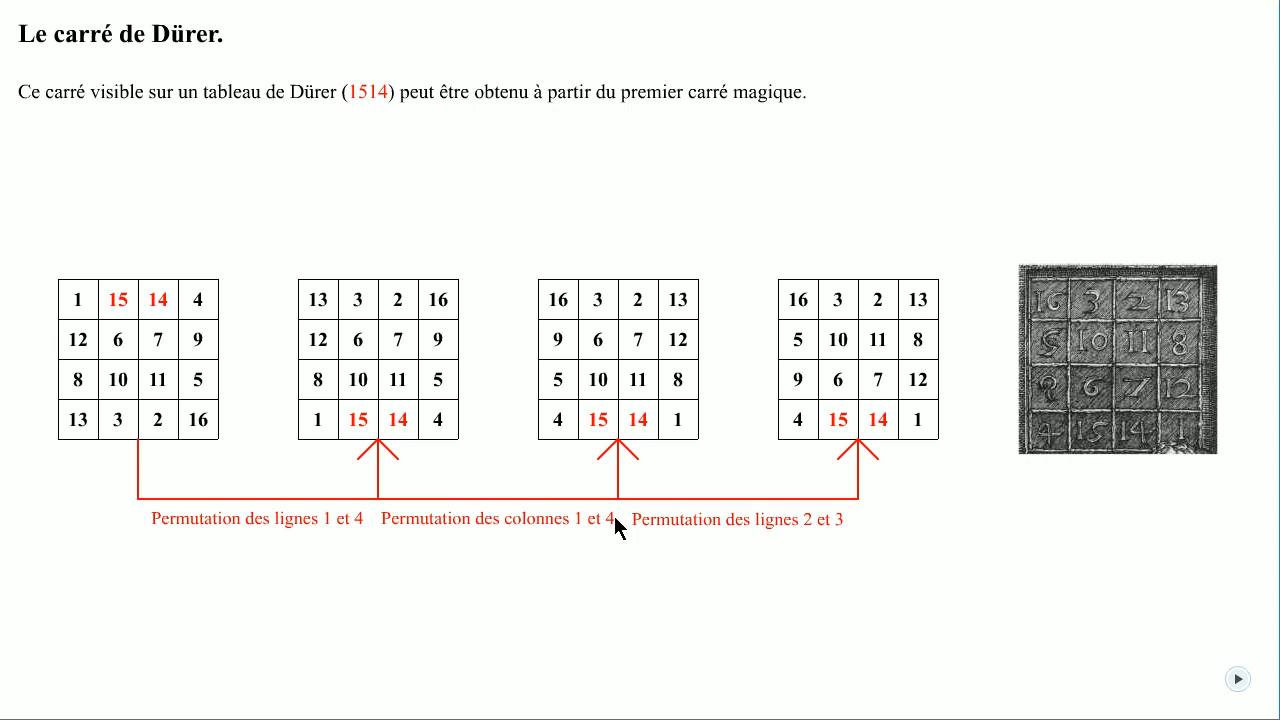 Le carré de Dürer.
Ce carré visible sur un tableau de Dürer (1514) peut être obtenu à partir du premier carré magique.
1 15 14 4
12 6 7 9
8 10 11 5
13 3 2 16
13 3 2 16
12 6 7 9
8 10 11 5
1 15 14 4
16 3 2 13
9 6 7 12
5 10 11 8
4 15 14 1
16 3 2 13
5 10 11 8
9 6 7 12
4 15 14 1
16 3 2 13
5 10 11 8
9 6 7 12
4 15 14 1
Permutation des lignes 1 et 4
Permutation des colonnes 1 et 4
Permutation des lignes 2 et 3